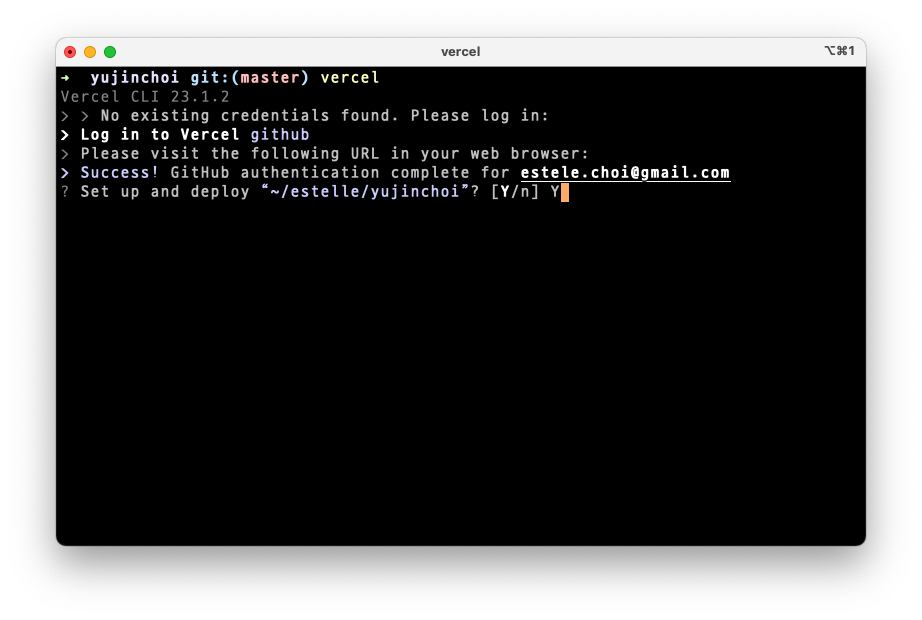 vercel
⌥⌘1
→ yujinchoi git:(master) vercel
Vercel CLI 23.1.2
> > No existing credentials found. Please log in:
> Log in to Vercel github
> Please visit the following URL in your web browser:
> Success! GitHub authentication complete for estele.choi@gmail.com
? Set up and deploy “~/estelle/yujinchoi”? [Y/n] Y